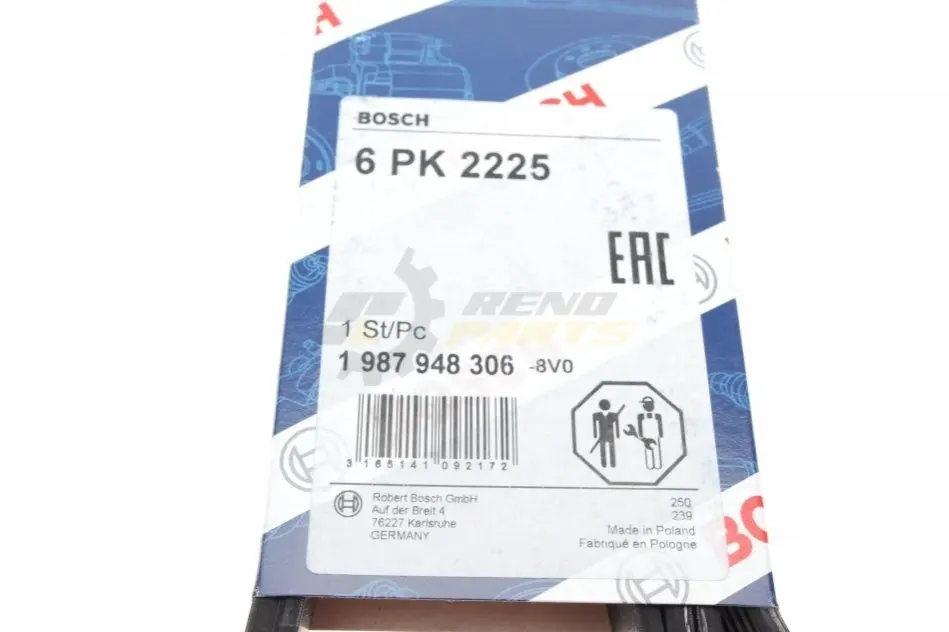 BOSCH
6 PK 2225
EAC
RENO
PARTS
1 St/Pc
1 987 948 306 -8V0
3 165141 092172
Robert Bosch GmbH
Auf der Breit 4
76227 Karlsruhe
GERMANY
250
239
Made in Poland
Fabriqué en Pologne